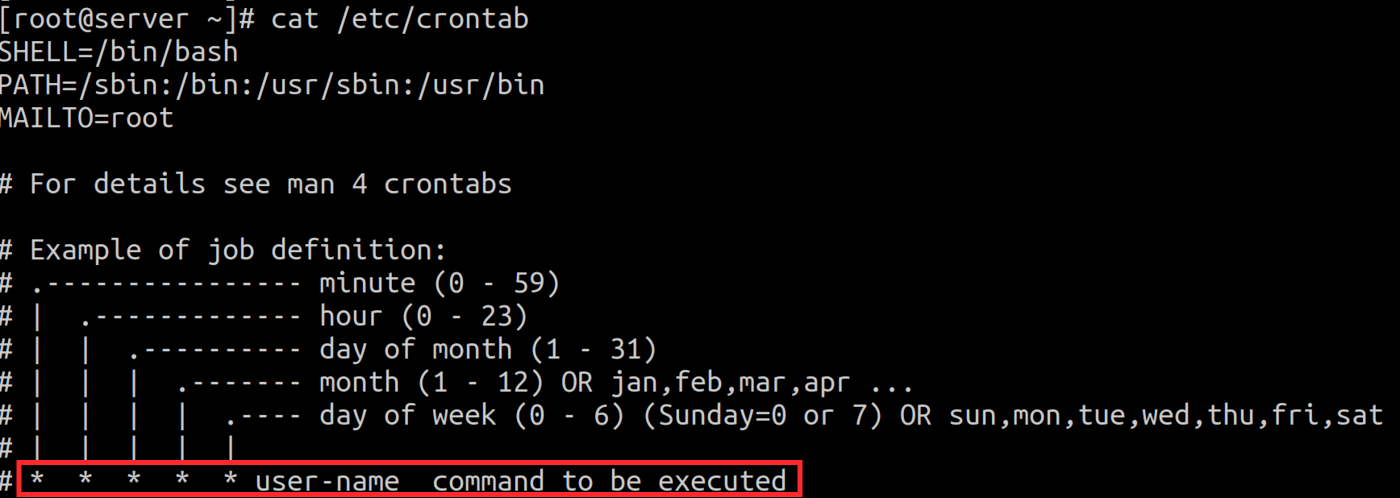 [root@server ~]# cat /etc/crontab
SHELL=/bin/bash
PATH=/sbin:/bin:/usr/sbin:/usr/bin
MAILTO=root

# For details see man 4 crontabs

# Example of job definition:
# .---------------- minute (0 - 59)
# |  .------------- hour (0 - 23)
# |  |  .---------- day of month (1 - 31)
# |  |  |  .------- month (1 - 12) OR jan,feb,mar,apr ...
# |  |  |  |  .---- day of week (0 - 6) (Sunday=0 or 7) OR sun,mon,tue,wed,thu,fri,sat
# |  |  |  |  |
# *  *  *  *  * user-name  command to be executed